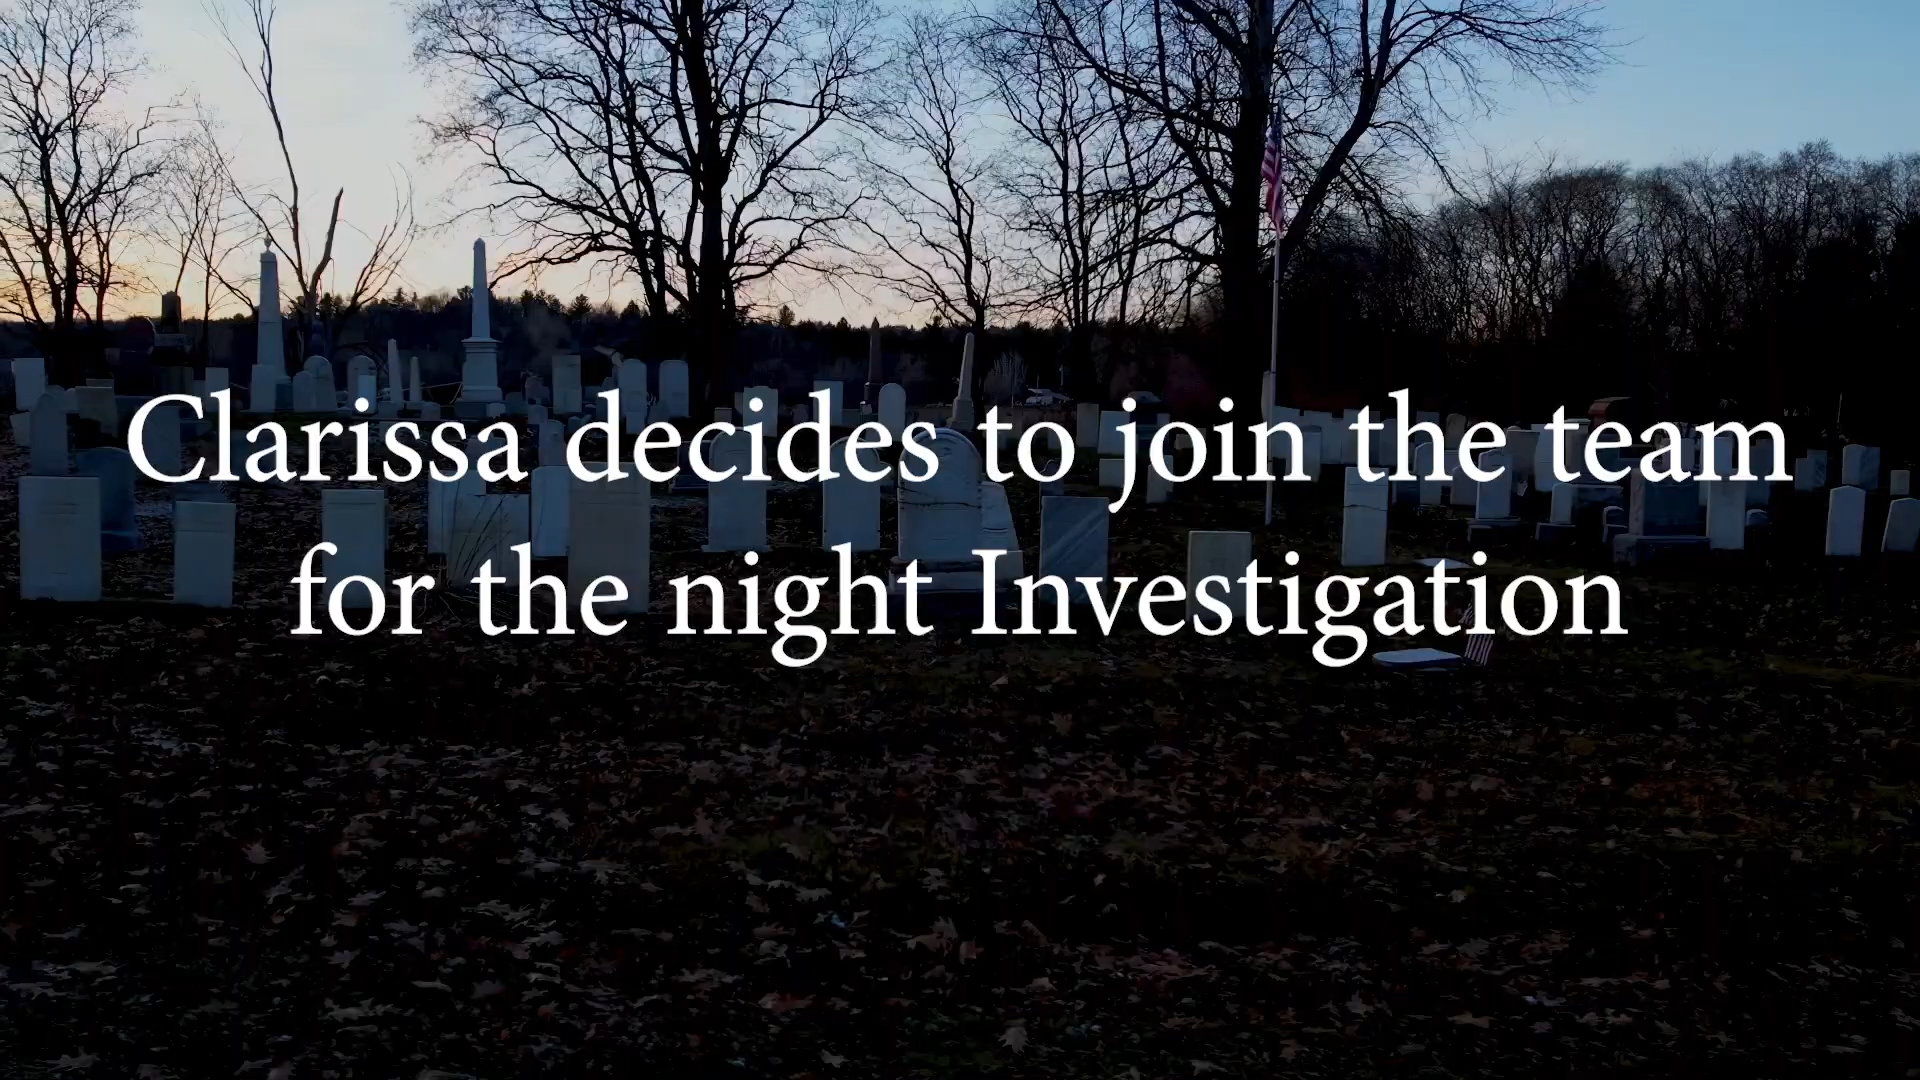 Clarissa decides to join the team
for the night Investigation